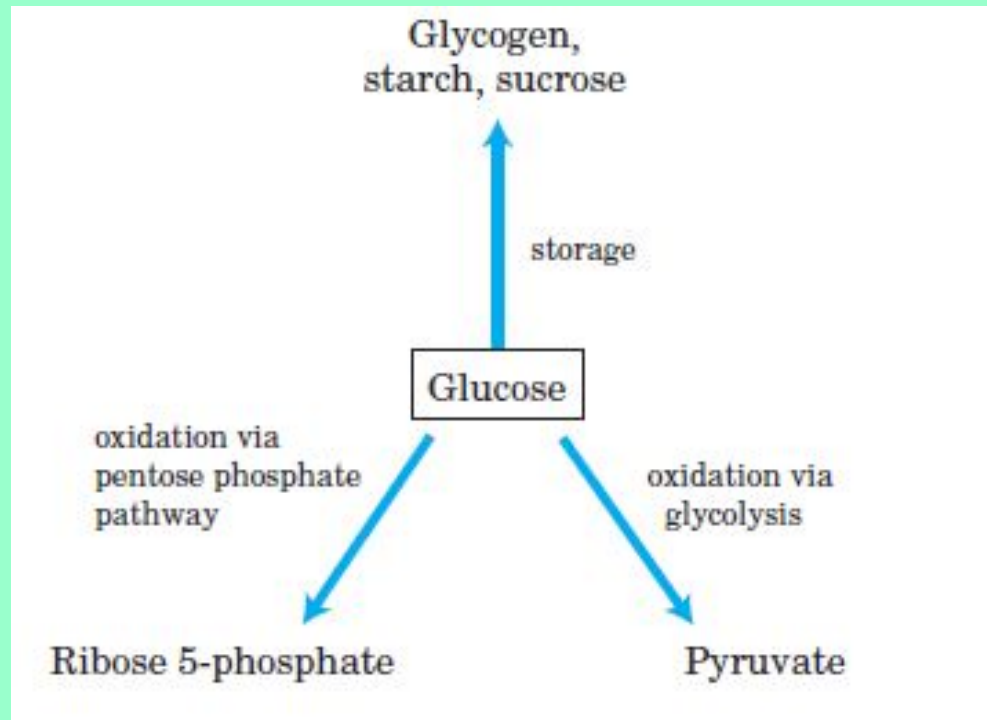 Glycogen,
starch, sucrose
storage
Glucose
oxidation via
pentose phosphate
pathway
oxidation via
glycolysis
Ribose 5-phosphate
Pyruvate